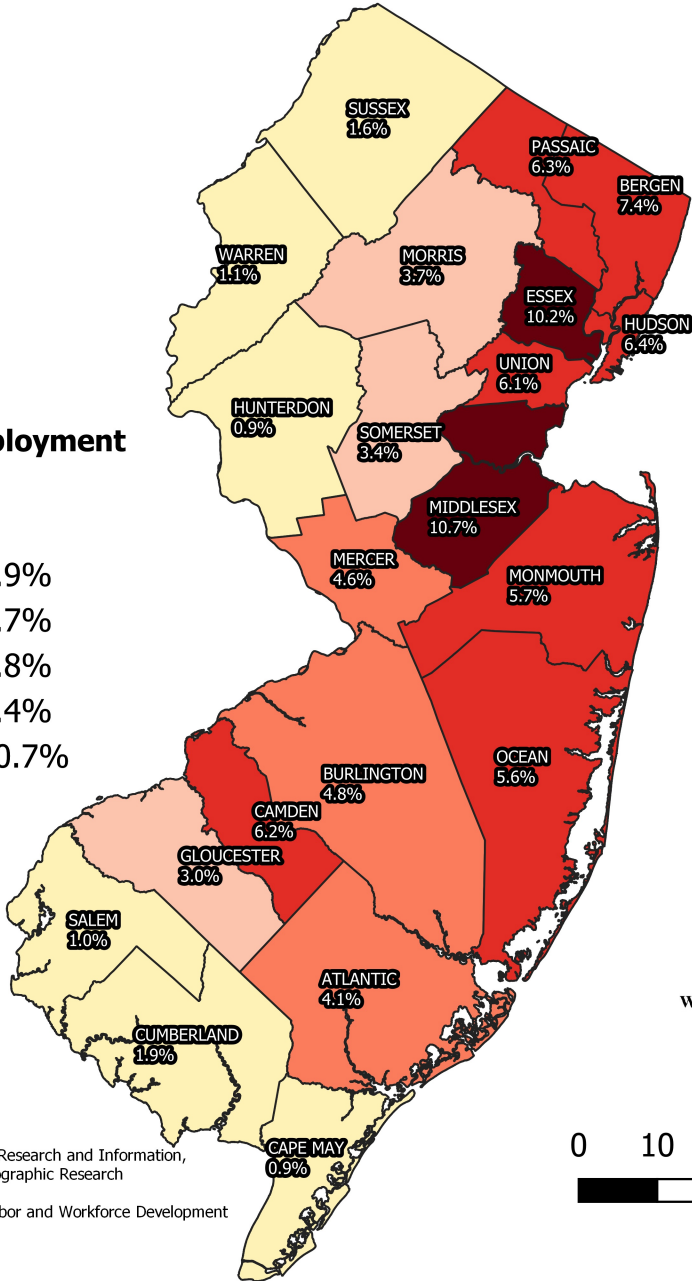 SUSSEX
1.6%
PASSAIC
6.3%
BERGEN
7.4%
WARREN
1.1%
MORRIS
3.7%
ESSEX
10.2%
HUDSON
6.4%
UNION
6.1%
HUNTERDON
0.9%
SOMERSET
3.4%
ployment
MIDDLESEX
10.7%
MERCER
4.6%
MONMOUTH
5.7%
.9%
.7%
.8%
.4%
0.7%
OCEAN
5.6%
BURLINGTON
4.8%
CAMDEN
6.2%
GLOUCESTER
3.0%
SALEM
1.0%
ATLANTIC
4.1%
W
CUMBERLAND
1.9%
CAPE MAY
0.9%
Research and Information,
ographic Research
bor and Workforce Development
0 10